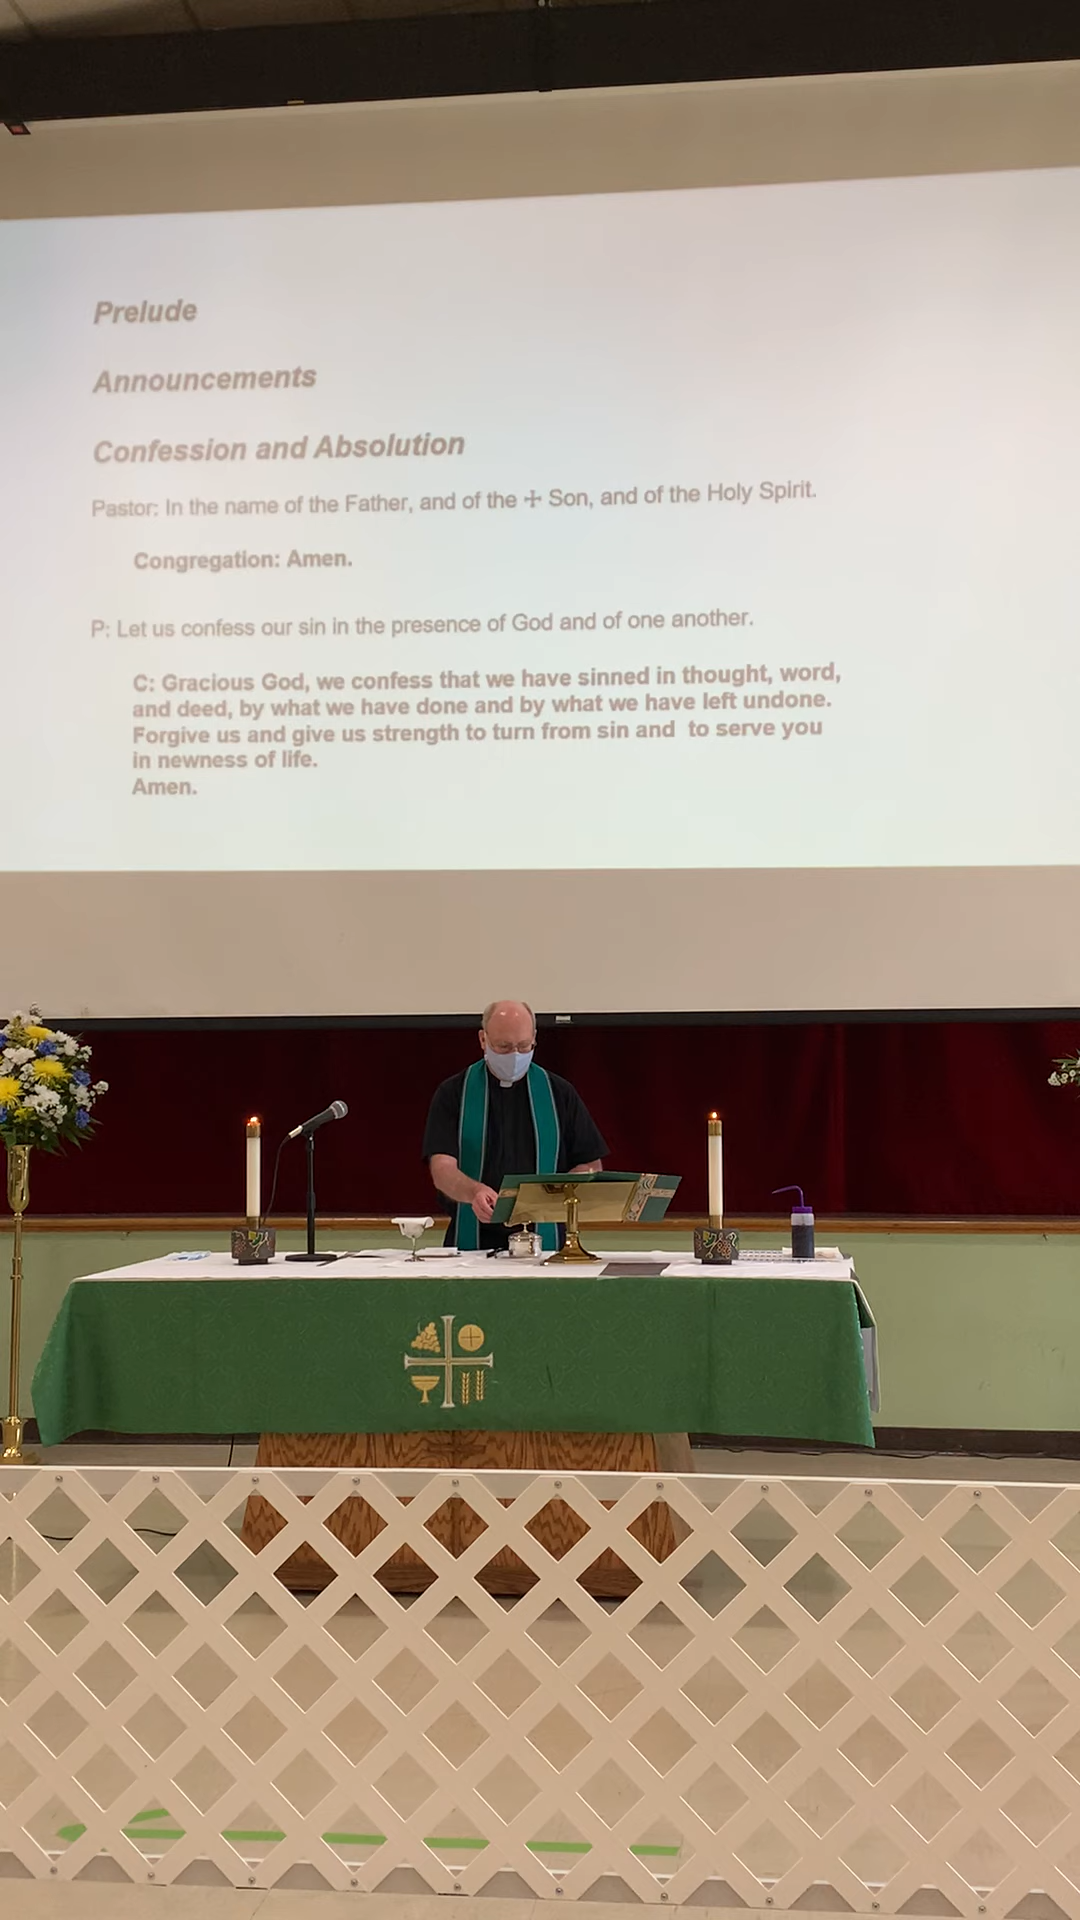 Prelude
Announcements
Confession and Absolution
Pastor: In the name of the Father, and of the ☩ Son, and of the Holy Spirit.
Congregation: Amen.
P: Let us confess our sin in the presence of God and of one another.
C: Gracious God, we confess that we have sinned in thought, word,
and deed, by what we have done and by what we have left undone.
Forgive us and give us strength to turn from sin and  to serve you
in newness of life.
Amen.